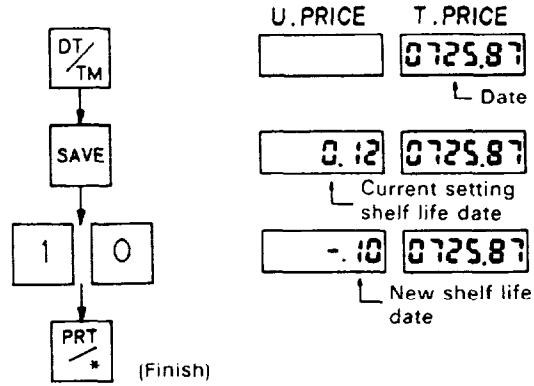 U.PRICE T.PRICE
DT/TM 0725.87
Date
SAVE 0.12 0725.87
Current setting
shelf life date
1 0 -.10 0725.87
New shelf life
date
PRT/* (Finish)